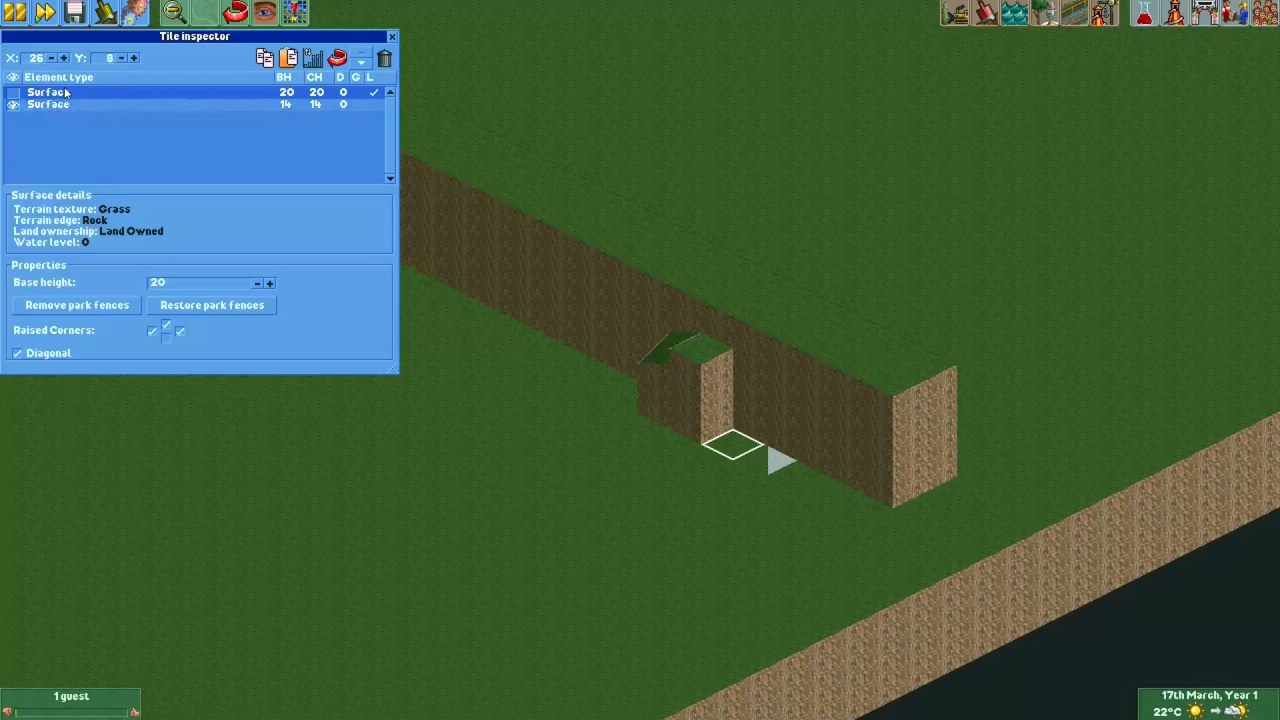 Tile inspector
X: 26 - + Y: 8 - +
Element type BH CH D G L
Surface 20 20 0 ✓
Surface 14 14 0
Surface details
Terrain texture: Grass
Terrain edge: Rock
Land ownership: Land Owned
Water level: 0
Properties
Base height: 20 - +
Remove park fences Restore park fences
Raised Corners:
Diagonal
1 guest
17th March, Year 1
22°C